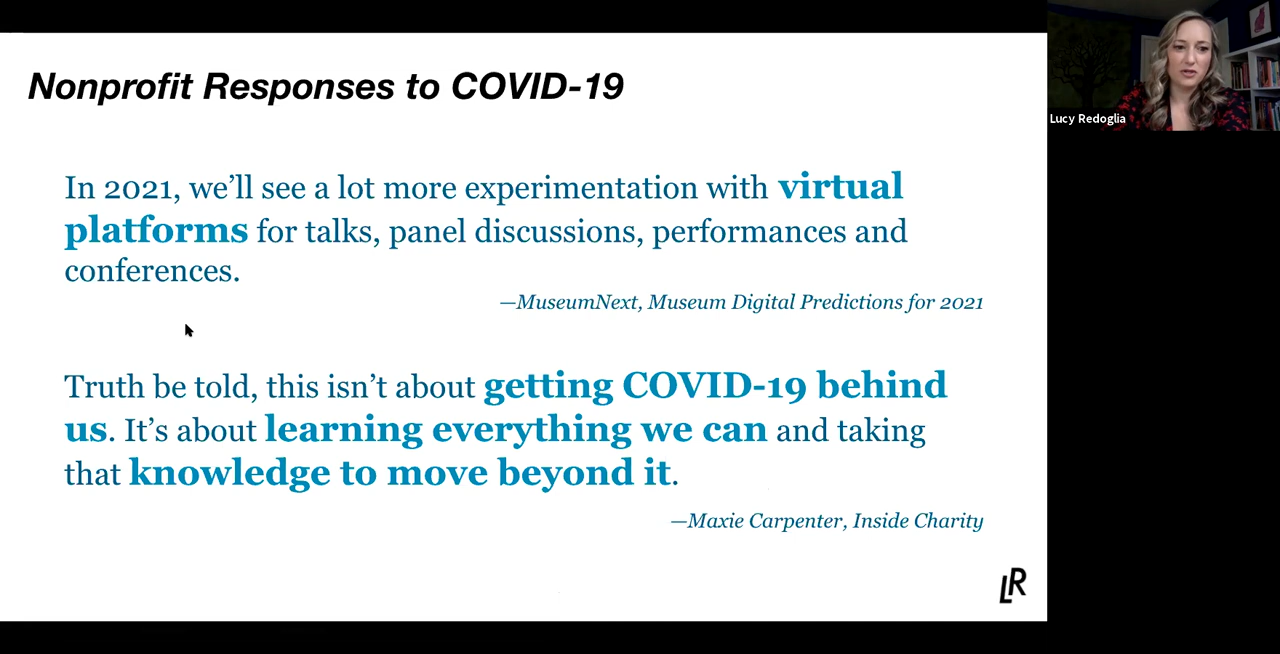 Nonprofit Responses to COVID-19
Lucy Redoglia
In 2021, we’ll see a lot more experimentation with virtual
platforms for talks, panel discussions, performances and
conferences.
—MuseumNext, Museum Digital Predictions for 2021
Truth be told, this isn’t about getting COVID-19 behind
us. It’s about learning everything we can and taking
that knowledge to move beyond it.
—Maxie Carpenter, Inside Charity
LR